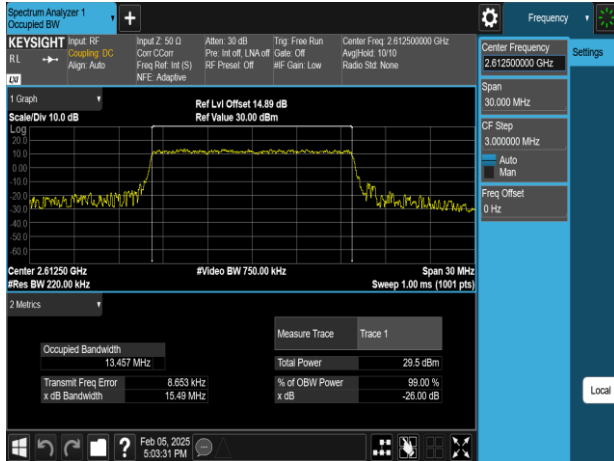 Spectrum Analyzer 1
Occupied BW
+
Frequency
KEYSIGHT
RL
LXI
Input: RF
Coupling: DC
Align: Auto
Input Z: 50 Ω
Corr CCorr
Freq Ref: Int (S)
NFE: Adaptive
Atten: 30 dB
Pre: Int off, LNA off
RF Preset: Off
Trig: Free Run
Gate: Off
#IF Gain: Low
Center Freq: 2.612500000 GHz
Avg|Hold: 10/10
Radio Std: None
Center Frequency
2.612500000 GHz
Settings
Span
30.000 MHz
CF Step
3.000000 MHz
Auto
Man
Freq Offset
0 Hz
Local
1 Graph
Scale/Div 10.0 dB
Ref Lvl Offset 14.89 dB
Ref Value 30.00 dBm
Log
20.0
10.0
0.00
-10.0
-20.0
-30.0
-40.0
-50.0
-60.0
Center 2.61250 GHz
#Video BW 750.00 kHz
Span 30 MHz
#Res BW 220.00 kHz
Sweep 1.00 ms (1001 pts)
2 Metrics
Measure Trace
Trace 1
Occupied Bandwidth
13.457 MHz
Total Power
29.5 dBm
Transmit Freq Error
8.653 kHz
% of OBW Power
99.00 %
x dB Bandwidth
15.49 MHz
x dB
-26.00 dB
?
Feb 05, 2025
5:03:31 PM